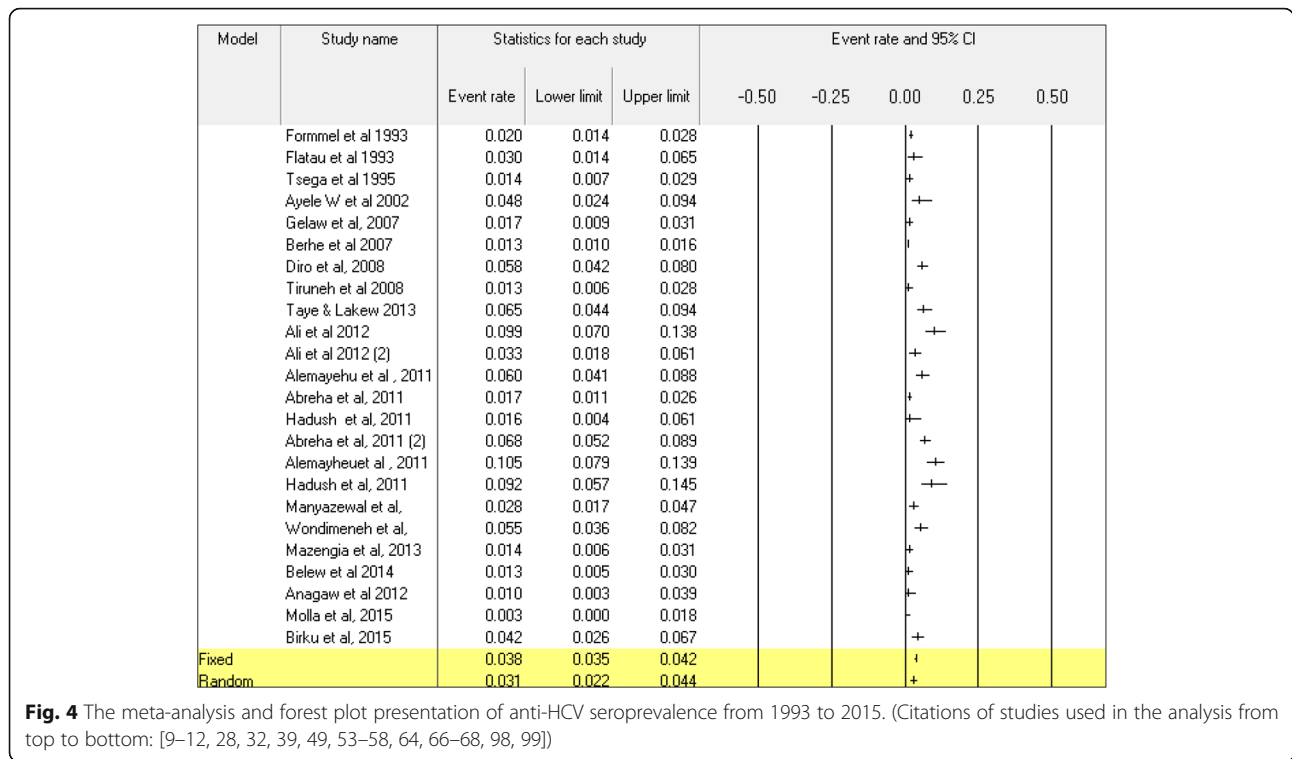 Model Study name Statistics for each study Event rate and 95% CI
Event rate Lower limit Upper limit -0.50 -0.25 0.00 0.25 0.50
Formmel et al 1993 0.020 0.014 0.028
Flatau et al 1993 0.030 0.014 0.065
Tsega et al 1995 0.014 0.007 0.029
Ayele W et al 2002 0.048 0.024 0.094
Gelaw et al, 2007 0.017 0.009 0.031
Berhe et al 2007 0.013 0.010 0.016
Diro et al, 2008 0.058 0.042 0.080
Tiruneh et al 2008 0.013 0.006 0.028
Taye & Lakew 2013 0.065 0.044 0.094
Ali et al 2012 0.099 0.070 0.138
Ali et al 2012 (2) 0.033 0.018 0.061
Alemayehu et al , 2011 0.060 0.041 0.088
Abreha et al, 2011 0.017 0.011 0.026
Hadush et al, 2011 0.016 0.004 0.061
Abreha et al, 2011 (2) 0.068 0.052 0.089
Alemayheuet al , 2011 0.105 0.079 0.139
Hadush et al, 2011 0.092 0.057 0.145
Manyazewal et al, 0.028 0.017 0.047
Wondimeneh et al, 0.055 0.036 0.082
Mazengia et al, 2013 0.014 0.006 0.031
Belew et al 2014 0.013 0.005 0.030
Anagaw et al 2012 0.010 0.003 0.039
Molla et al, 2015 0.003 0.000 0.018
Birku et al, 2015 0.042 0.026 0.067
Fixed 0.038 0.035 0.042
Random 0.031 0.022 0.044
Fig. 4 The meta-analysis and forest plot presentation of anti-HCV seroprevalence from 1993 to 2015. (Citations of studies used in the analysis from
top to bottom: [9–12, 28, 32, 39, 49, 53–58, 64, 66–68, 98, 99])